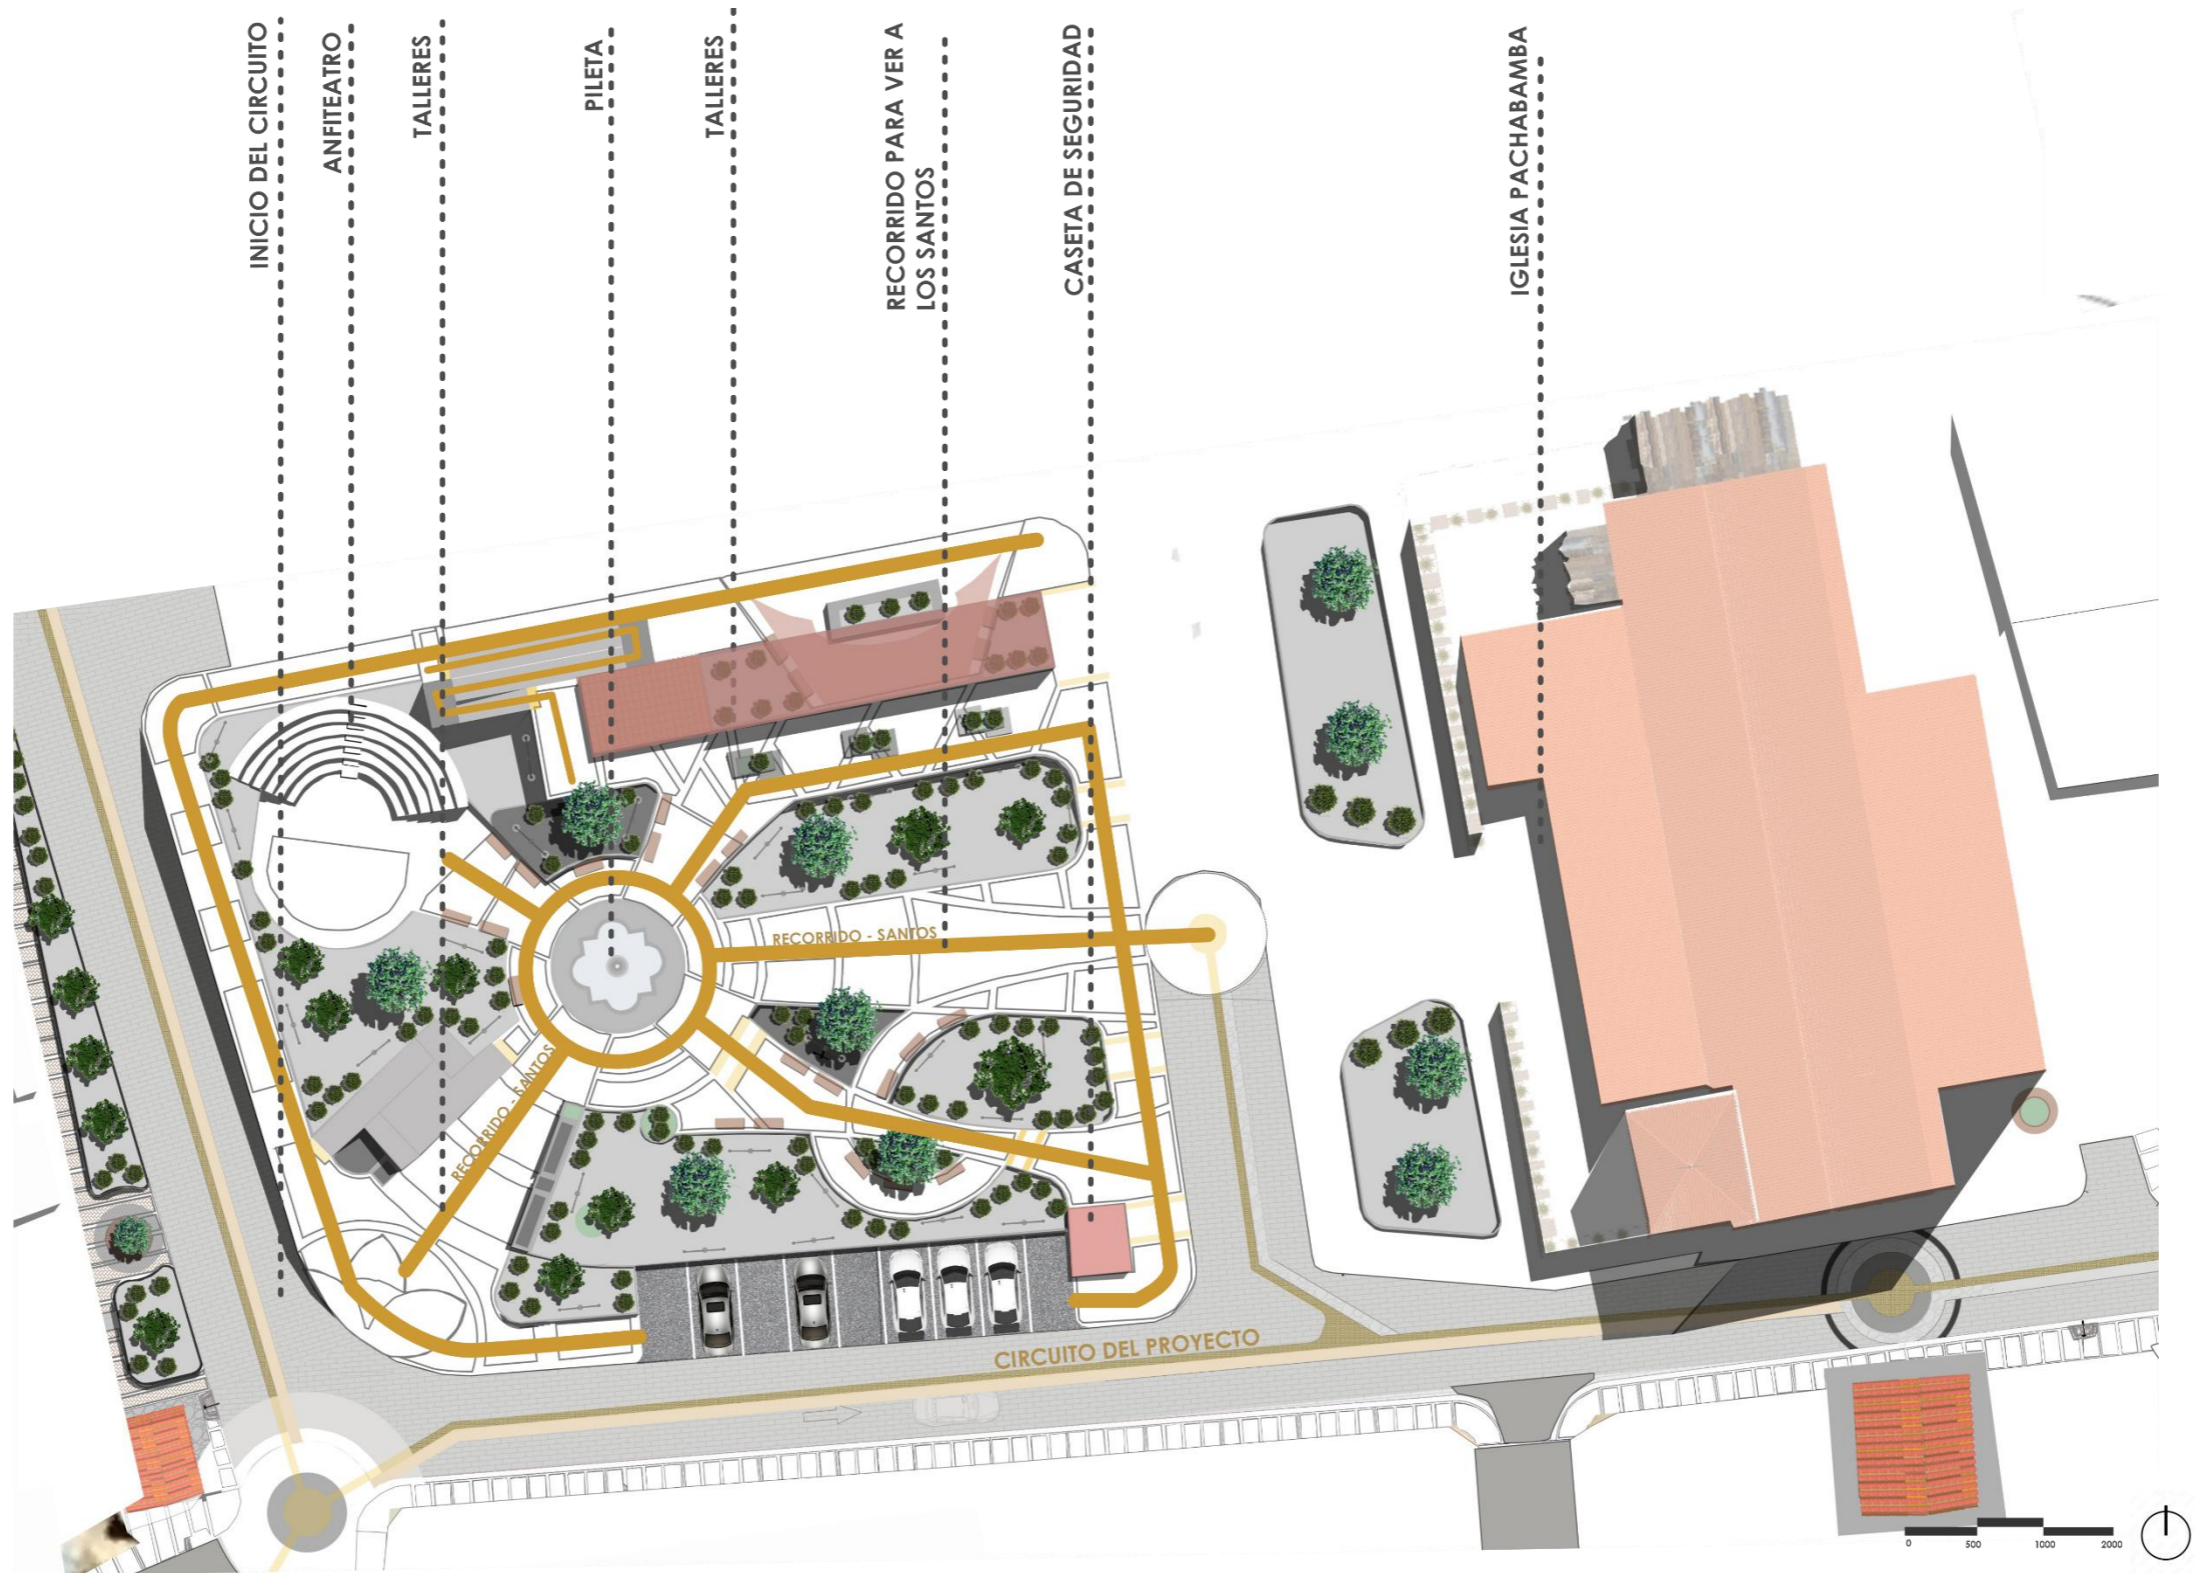 INICIO DEL CIRCUITO
ANFITEATRO
TALLERES
PILETA
TALLERES
RECORRIDO PARA VER A
LOS SANTOS
CASETA DE SEGURIDAD
IGLESIA PACHABAMBA
RECORRIDO - SANTOS
RECORRIDO - SANTOS
CIRCUITO DEL PROYECTO
0 500 1000 2000